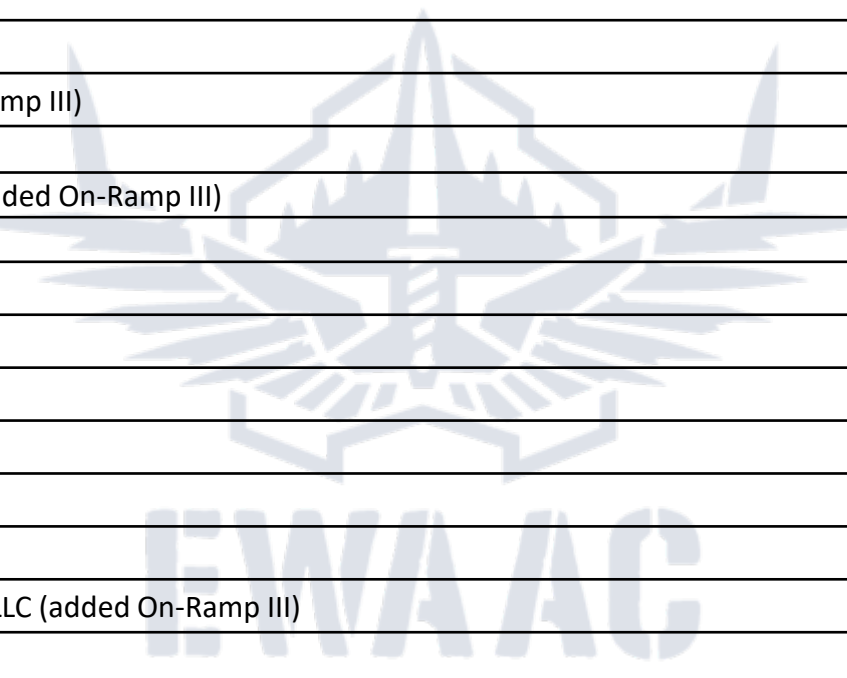 mp III)
ded On-Ramp III)
LLC (added On-Ramp III)
EWAAC